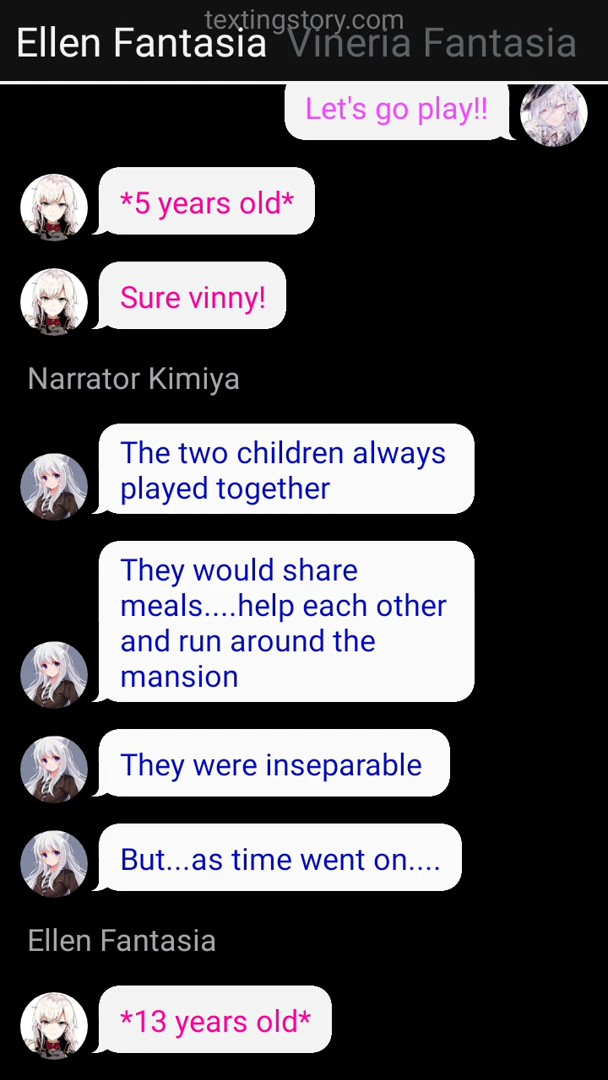 textingstory.com
Ellen Fantasia Vineria Fantasia
Let's go play!!
*5 years old*
Sure vinny!
Narrator Kimiya
The two children always
played together
They would share
meals....help each other
and run around the
mansion
They were inseparable
But...as time went on....
Ellen Fantasia
*13 years old*